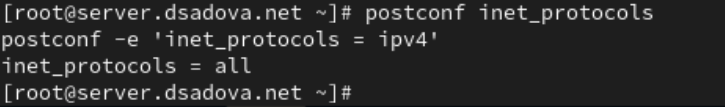 [root@server.dsadova.net ~]# postconf inet_protocols
postconf -e 'inet_protocols = ipv4'
inet_protocols = all
[root@server.dsadova.net ~]#